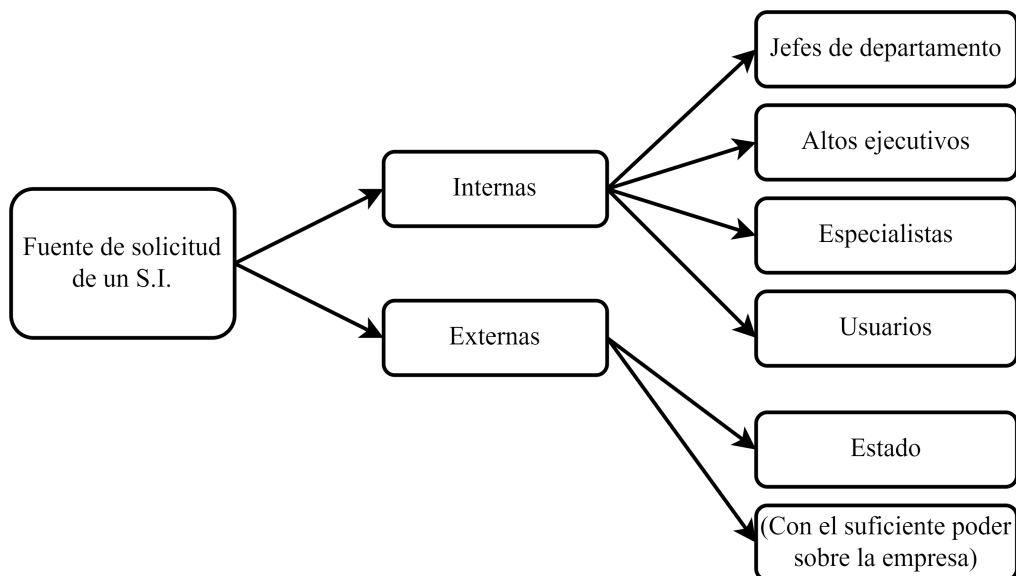 Fuente de solicitud
de un S.I.
Internas
Externas
Jefes de departamento
Altos ejecutivos
Especialistas
Usuarios
Estado
(Con el suficiente poder
sobre la empresa)